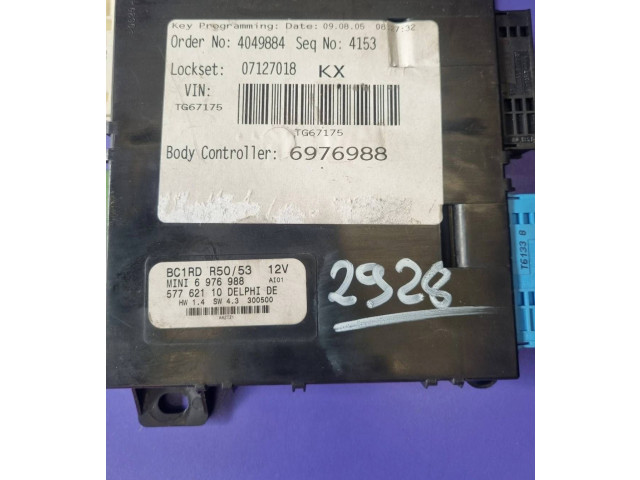 Key Programming: Date: 09.08.05
Order No: 4049884 Seq No: 4153
Lockset: 07127018 KX
VIN:
TG67175
TG67175
Body Controller: 6976988
BC1RD R50/53 12V
MINI 6 976 988 AI01
577 621 10 DELPHI DE
HW 1.4 SW 4.3 300500
2928
T6133 8